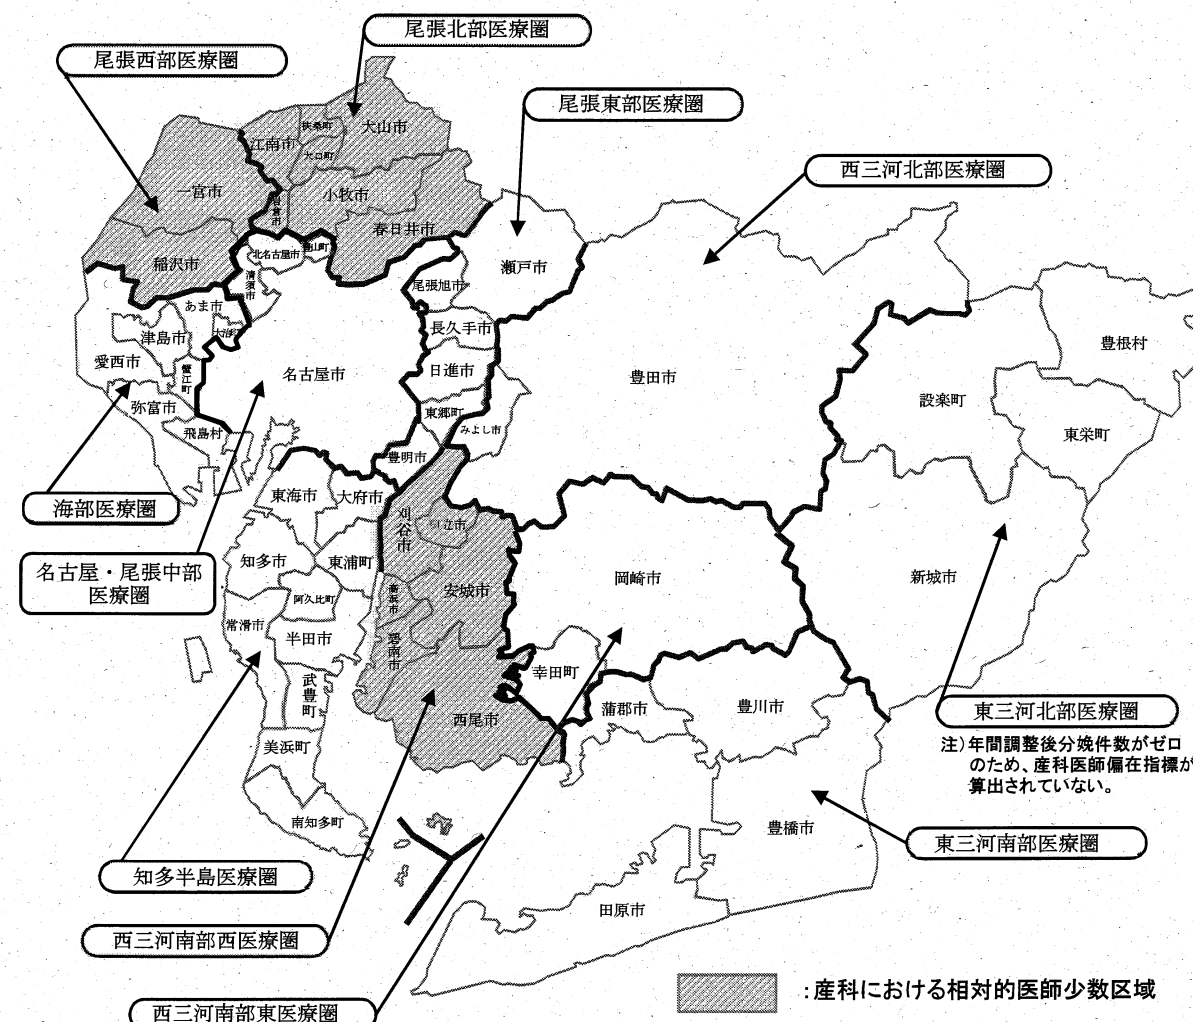 尾張北部医療圏
尾張西部医療圏
尾張東部医療圏
西三河北部医療圏
扶桑町
犬山市
江南市
大口町
一宮市
小牧市
岩倉市
春日井市
稲沢市
北名古屋市
豊山町
瀬戸市
清須市
尾張旭市
あま市
大治町
長久手市
津島市
愛西市
蟹江町
名古屋市
日進市
豊田市
豊根村
設楽町
弥富市
東郷町
みよし市
東栄町
飛島村
豊明市
海部医療圏
東海市
大府市
刈谷市
知立市
名古屋・尾張中部
医療圏
知多市
東浦町
岡崎市
新城市
阿久比町
高浜市
安城市
常滑市
半田市
碧南市
幸田町
武豊町
西尾市
蒲郡市
豊川市
東三河北部医療圏
美浜町
注)年間調整後分娩件数がゼロ
のため、産科医師偏在指標が
算出されていない。
南知多町
豊橋市
東三河南部医療圏
知多半島医療圏
田原市
西三河南部西医療圏
:産科における相対的医師少数区域
西三河南部東医療圏